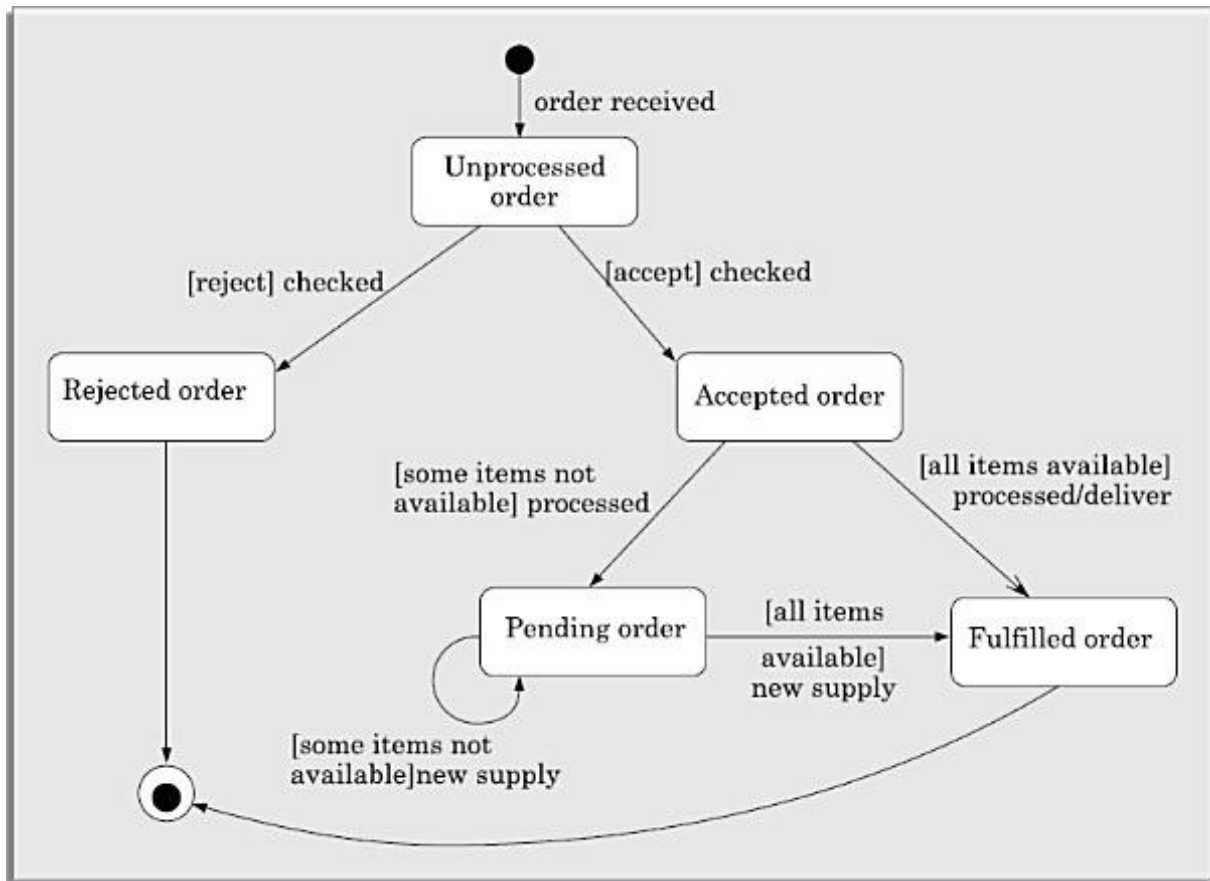 order received
Unprocessed
order
[reject] checked
[accept] checked
Rejected order
Accepted order
[some items not
available] processed
[all items available]
processed/deliver
Pending order
[all items
available]
new supply
Fulfilled order
[some items not
available]new supply